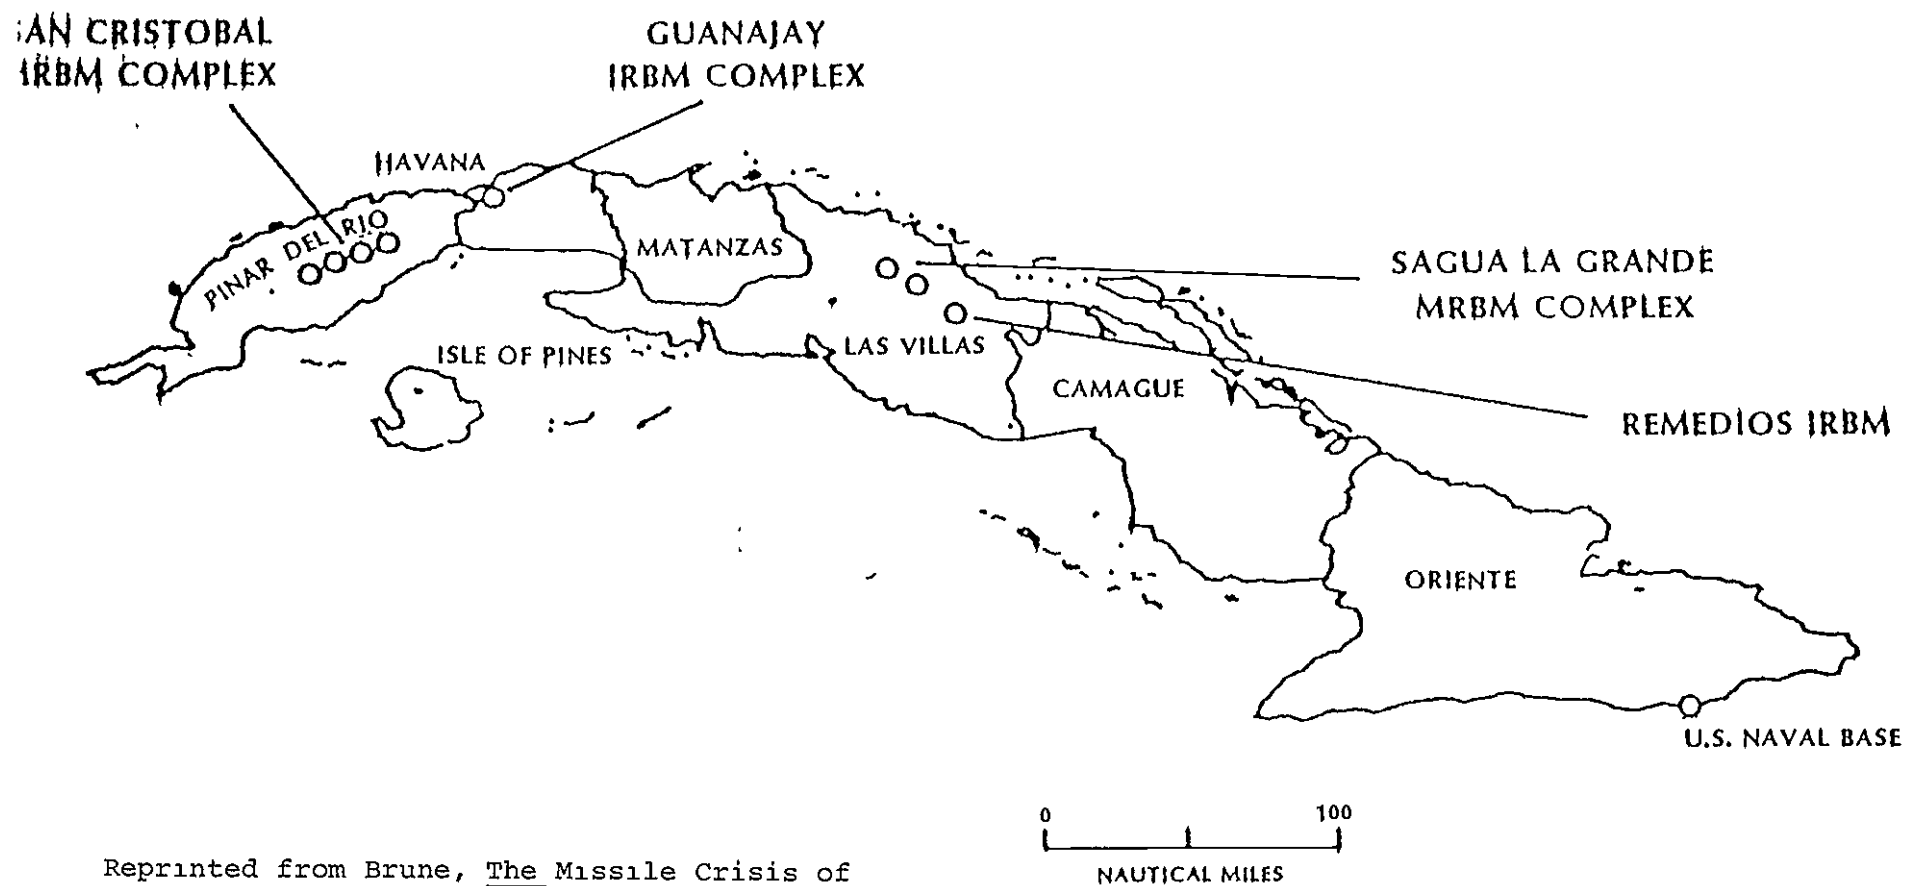 SAN CRISTOBAL
IRBM COMPLEX
GUANAJAY
IRBM COMPLEX
HAVANA
PINAR DEL RIO
MATANZAS
SAGUA LA GRANDE
MRBM COMPLEX
ISLE OF PINES
LAS VILLAS
CAMAGUE
REMEDIOS IRBM
ORIENTE
U.S. NAVAL BASE
0 100
NAUTICAL MILES
Reprinted from Brune, The Missile Crisis of